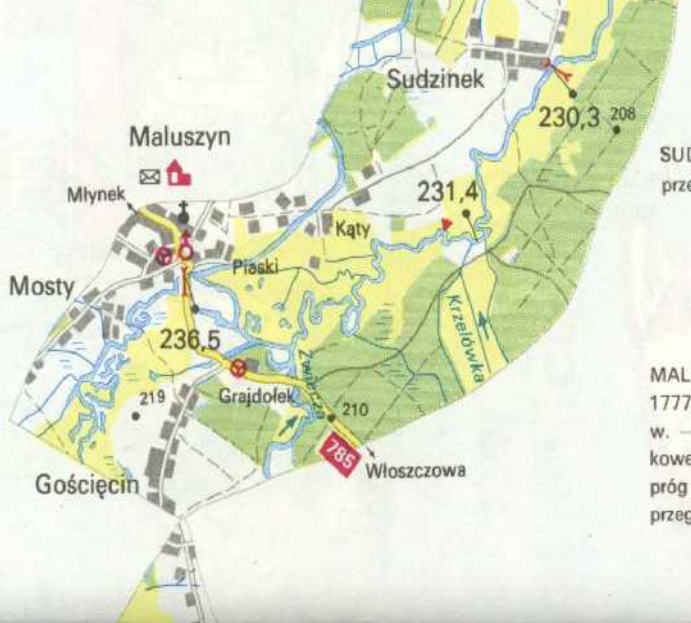 Sudzinek
230,3
208
Maluszyn
SUD
prze
Młynek
231,4
Kąty
Piaski
Mosty
Krzelówka
236,5
Zwlecza
MAL
1777
w. —
kowe
próg
przeg
219
Grajdołek
210
785
Włoszczowa
Gościęcin